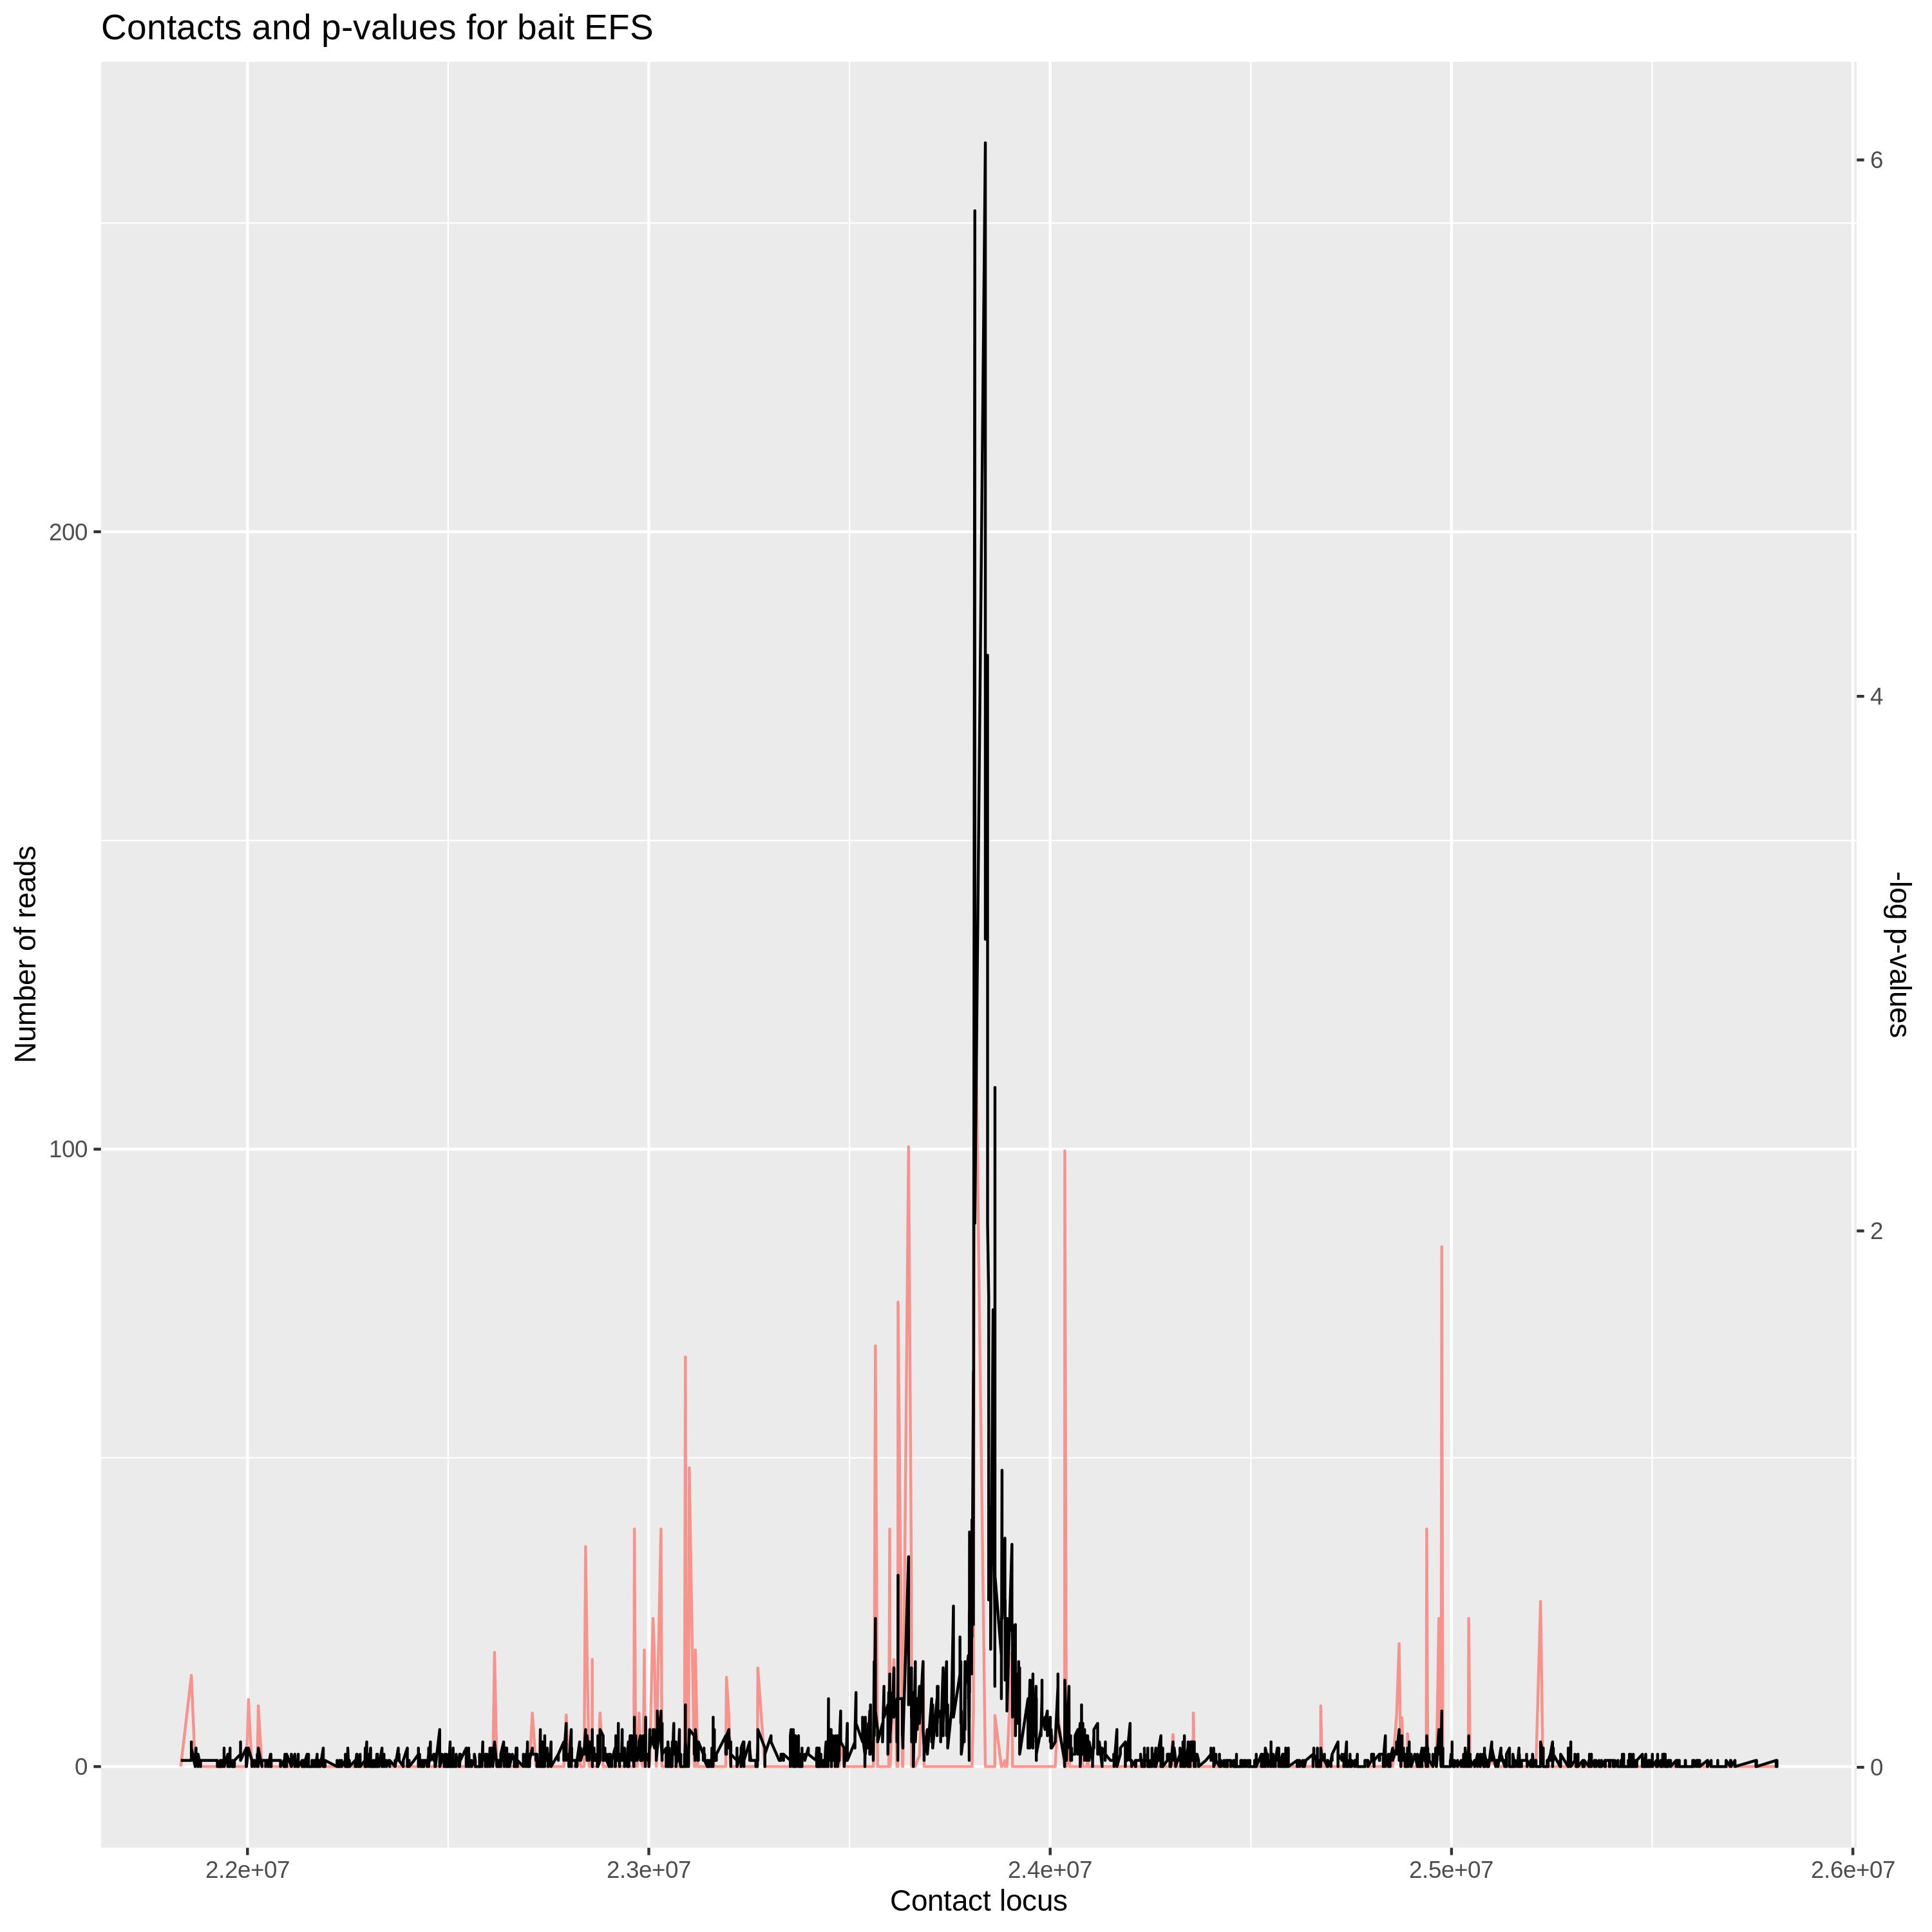 Contacts and p-values for bait EFS
200
100
0
Number of reads
6
4
2
0
-log p-values
2.2e+07
2.3e+07
2.4e+07
2.5e+07
2.6e+07
Contact locus